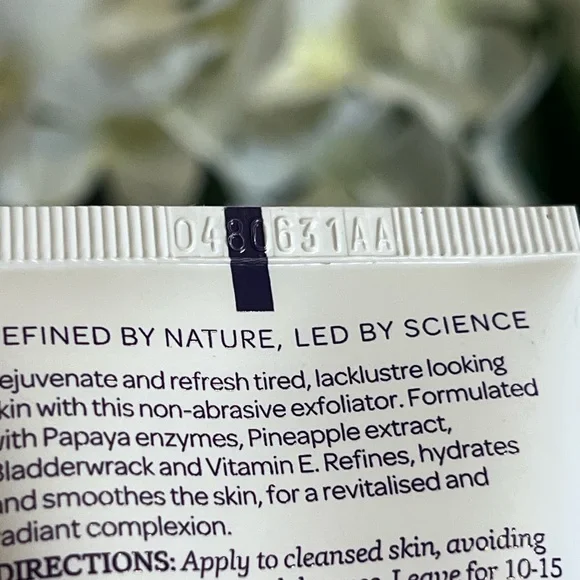 0480631AA
EFINED BY NATURE, LED BY SCIENCE
ejuvenate and refresh tired, lacklustre looking
kin with this non-abrasive exfoliator. Formulated
ith Papaya enzymes, Pineapple extract,
Bladderwrack and Vitamin E. Refines, hydrates
nd smoothes the skin, for a revitalised and
adiant complexion.
DIRECTIONS: Apply to cleansed skin, avoiding
Leave for 10-15